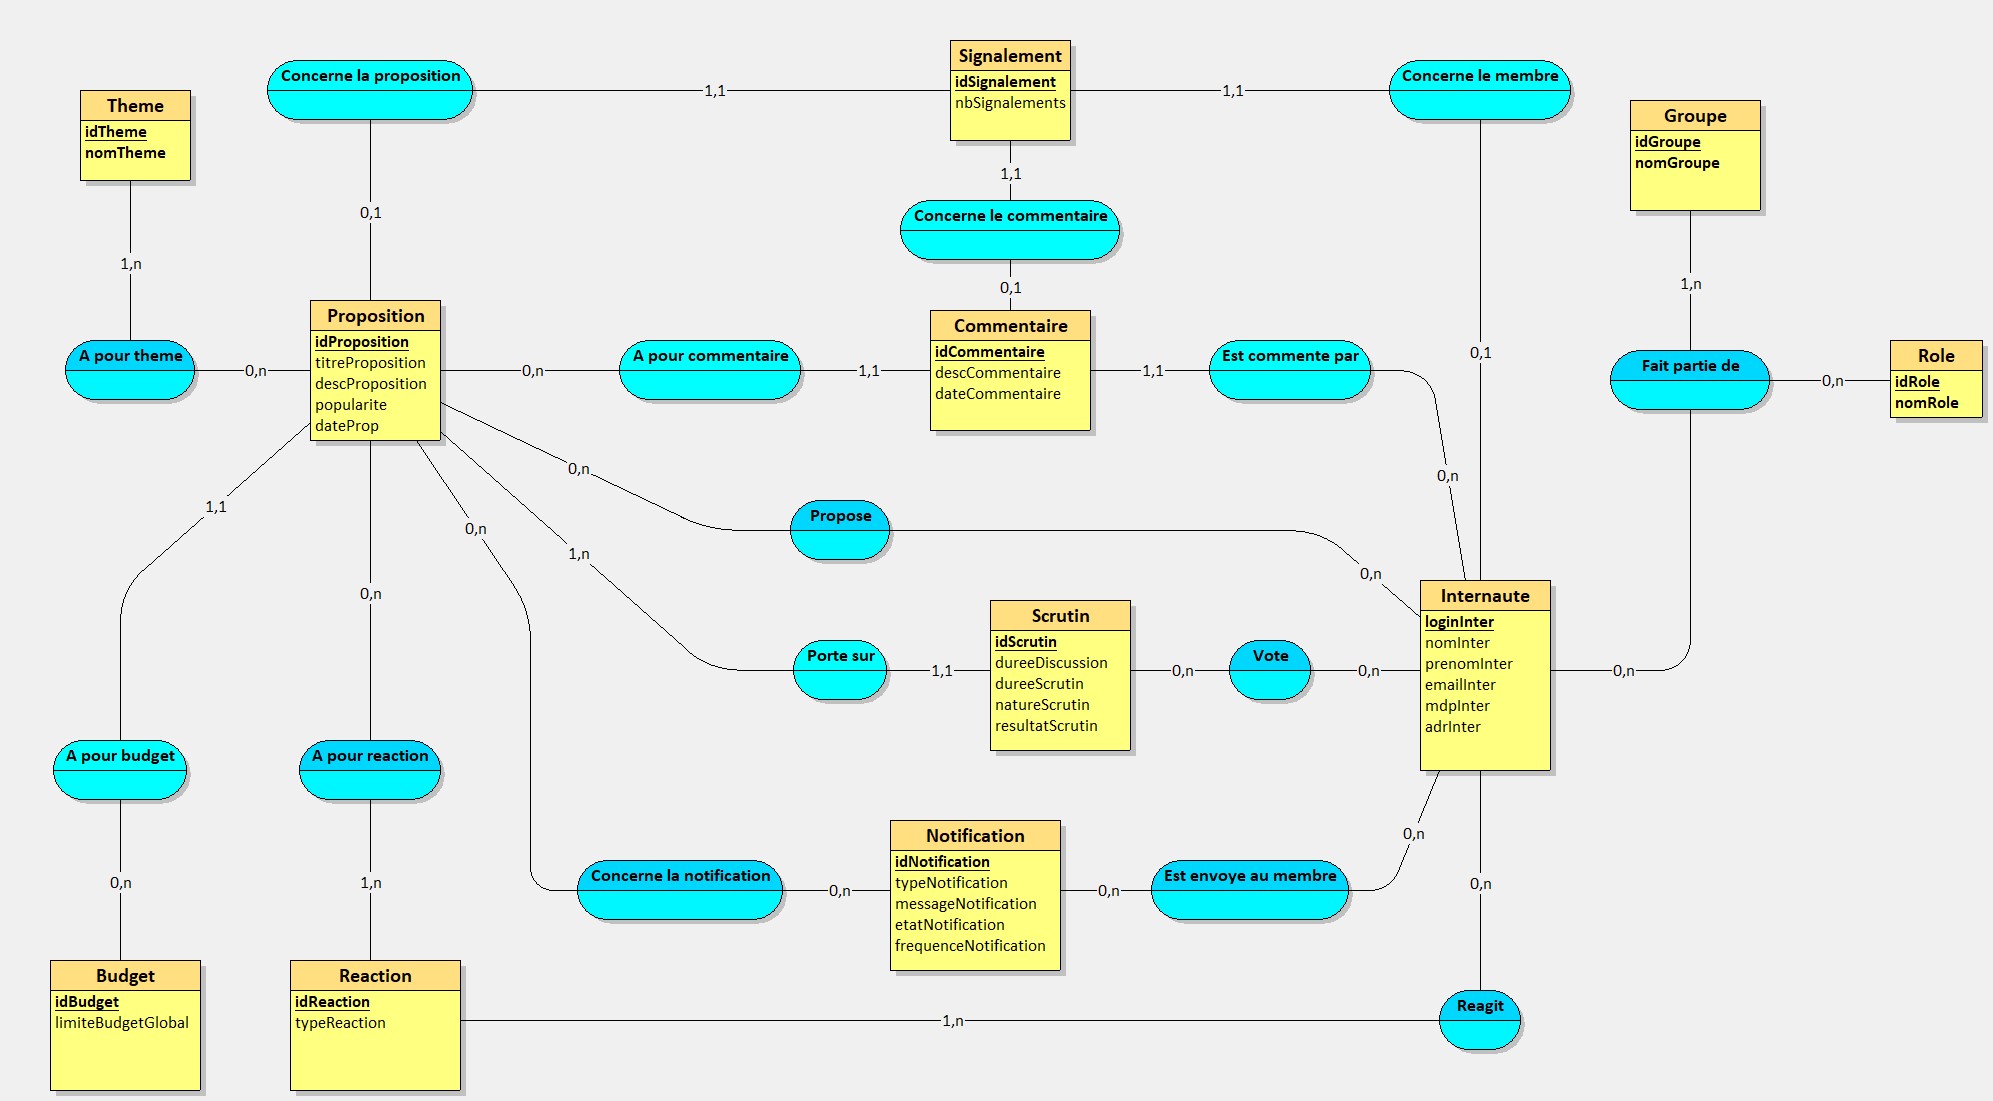 Concerne la proposition
1,1
Signalement
idSignalement
nbSignalements
1,1
Concerne le membre
Theme
idTheme
nomTheme
Groupe
idGroupe
nomGroupe
1,1
Concerne le commentaire
0,1
1,n
0,1
1,n
0,1
Proposition
idProposition
titreProposition
descProposition
popularite
dateProp
A pour theme
0,n
0,n
A pour commentaire
1,1
Commentaire
idCommentaire
descCommentaire
dateCommentaire
1,1
Est commente par
0,n
Fait partie de
0,n
Role
idRole
nomRole
0,n
Propose
0,n
1,1
0,n
1,n
0,n
Porte sur
1,1
Scrutin
idScrutin
dureeDiscussion
dureeScrutin
natureScrutin
resultatScrutin
0,n
Vote
0,n
Internaute
loginInter
nomInter
prenomInter
emailInter
mdpInter
adrInter
0,n
A pour budget
A pour reaction
Concerne la notification
0,n
Notification
idNotification
typeNotification
messageNotification
etatNotification
frequenceNotification
0,n
Est envoye au membre
0,n
0,n
0,n
1,n
Budget
idBudget
limiteBudgetGlobal
Reaction
idReaction
typeReaction
1,n
Reagit